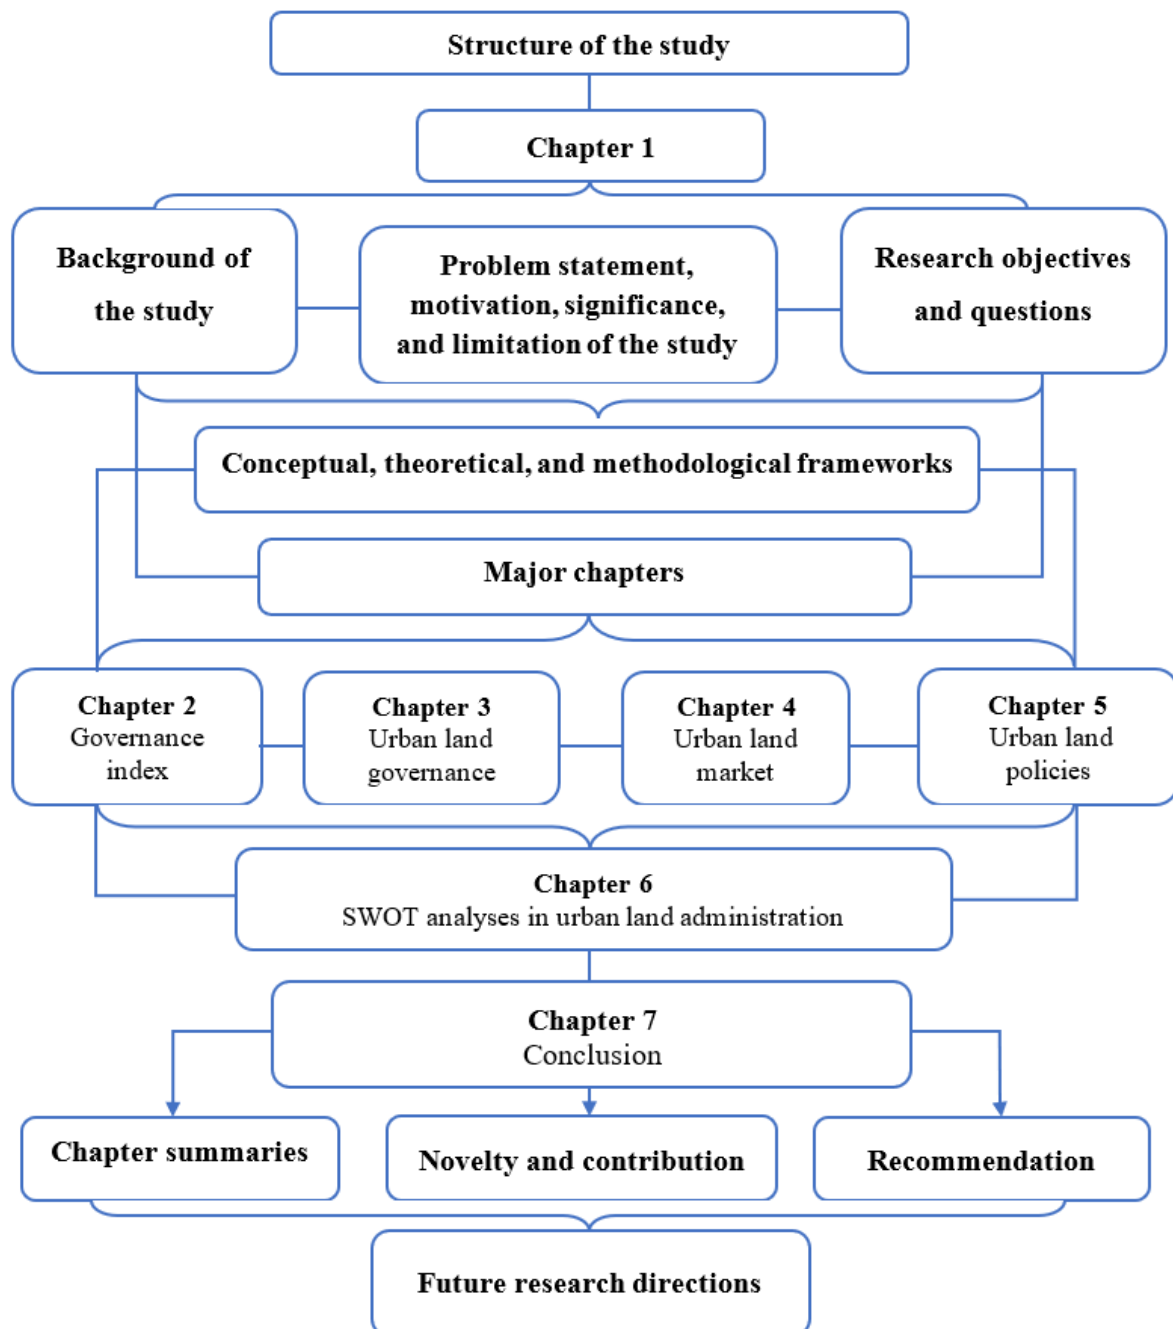 Structure of the study
Chapter 1
Background of
the study
Problem statement,
motivation, significance,
and limitation of the study
Research objectives
and questions
Conceptual, theoretical, and methodological frameworks
Major chapters
Chapter 2
Governance
index
Chapter 3
Urban land
governance
Chapter 4
Urban land
market
Chapter 5
Urban land
policies
Chapter 6
SWOT analyses in urban land administration
Chapter 7
Conclusion
Chapter summaries
Novelty and contribution
Recommendation
Future research directions